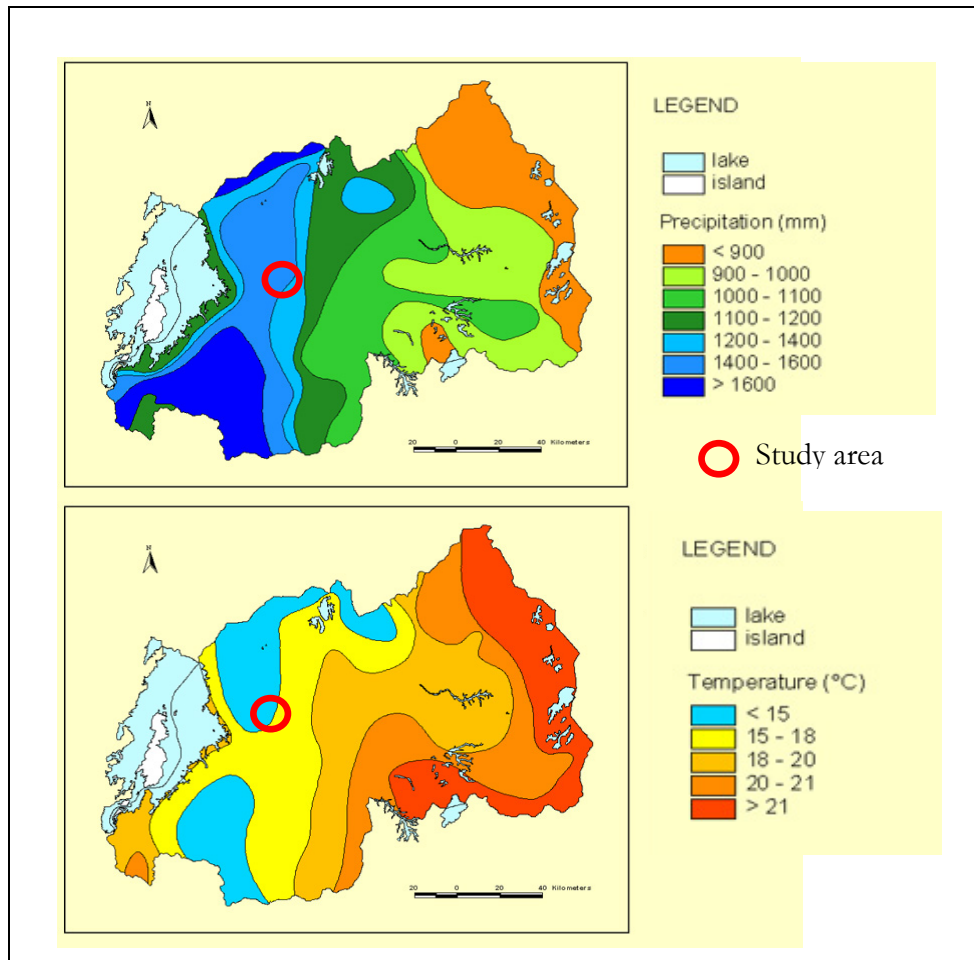 N
LEGEND
lake
island
Precipitation (mm)
< 900
900 - 1000
1000 - 1100
1100 - 1200
1200 - 1400
1400 - 1600
> 1600
20 0 20 40 Kilometers
Study area
N
LEGEND
lake
island
Temperature (°C)
< 15
15 - 18
18 - 20
20 - 21
> 21
20 0 20 40 Kilometers